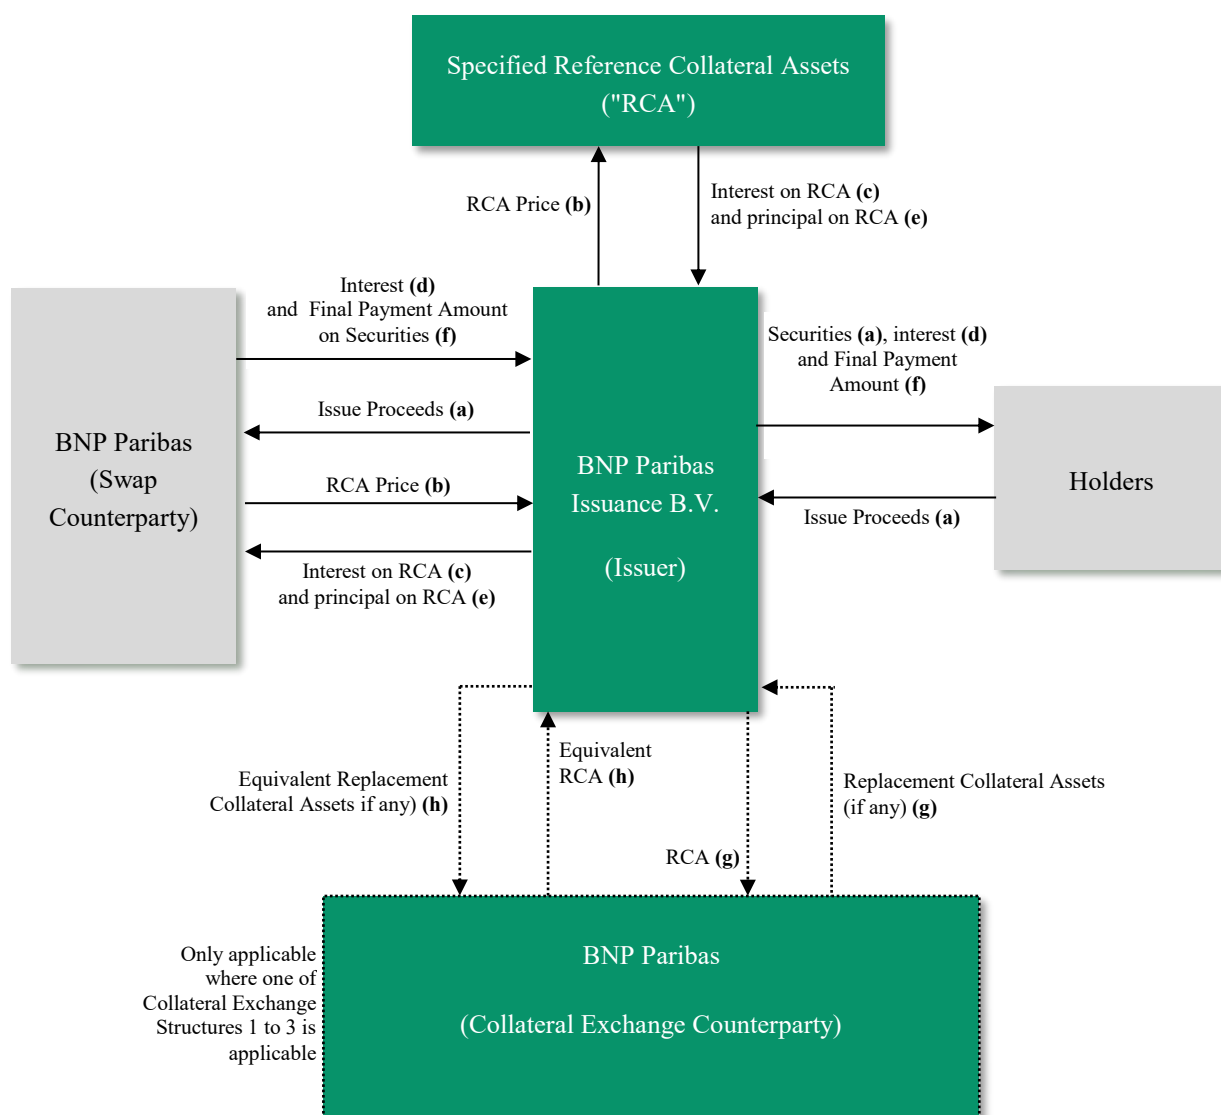 Specified Reference Collateral Assets
("RCA")
RCA Price (b)
Interest on RCA (c)
and principal on RCA (e)
Interest (d)
and Final Payment Amount
on Securities (f)
Securities (a), interest (d)
and Final Payment
Amount (f)
Issue Proceeds (a)
BNP Paribas
(Swap
Counterparty)
RCA Price (b)
BNP Paribas
Issuance B.V.
(Issuer)
Holders
Issue Proceeds (a)
Interest on RCA (c)
and principal on RCA (e)
Equivalent Replacement
Collateral Assets if any) (h)
Equivalent
RCA (h)
RCA (g)
Replacement Collateral Assets
(if any) (g)
Only applicable
where one of
Collateral Exchange
Structures 1 to 3 is
applicable
BNP Paribas
(Collateral Exchange Counterparty)